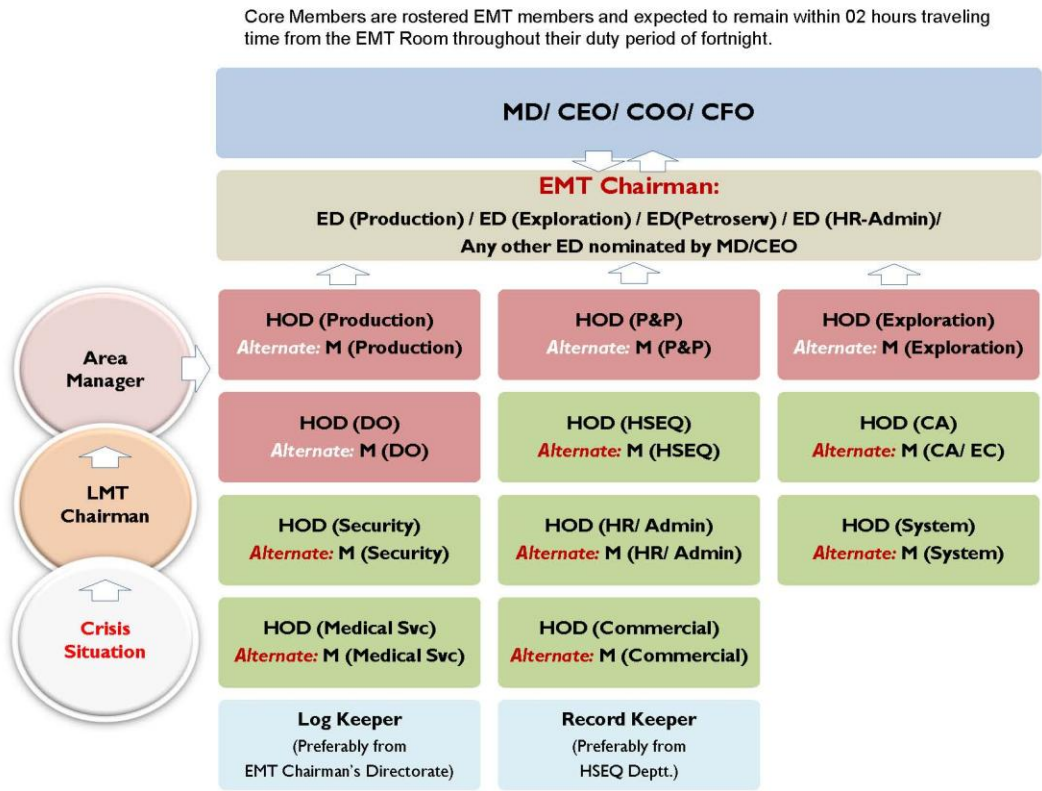 Core Members are rostered EMT members and expected to remain within 02 hours traveling
time from the EMT Room throughout their duty period of fortnight.
MD/ CEO/ COO/ CFO
EMT Chairman:
ED (Production) / ED (Exploration) / ED(Petroserv) / ED (HR-Admin)/
Any other ED nominated by MD/CEO
Area
Manager
LMT
Chairman
Crisis
Situation
HOD (Production)
Alternate: M (Production)
HOD (P&P)
Alternate: M (P&P)
HOD (Exploration)
Alternate: M (Exploration)
HOD (DO)
Alternate: M (DO)
HOD (HSEQ)
Alternate: M (HSEQ)
HOD (CA)
Alternate: M (CA/ EC)
HOD (Security)
Alternate: M (Security)
HOD (HR/ Admin)
Alternate: M (HR/ Admin)
HOD (System)
Alternate: M (System)
HOD (Medical Svc)
Alternate: M (Medical Svc)
HOD (Commercial)
Alternate: M (Commercial)
Log Keeper
(Preferably from
EMT Chairman's Directorate)
Record Keeper
(Preferably from
HSEQ Deptt.)